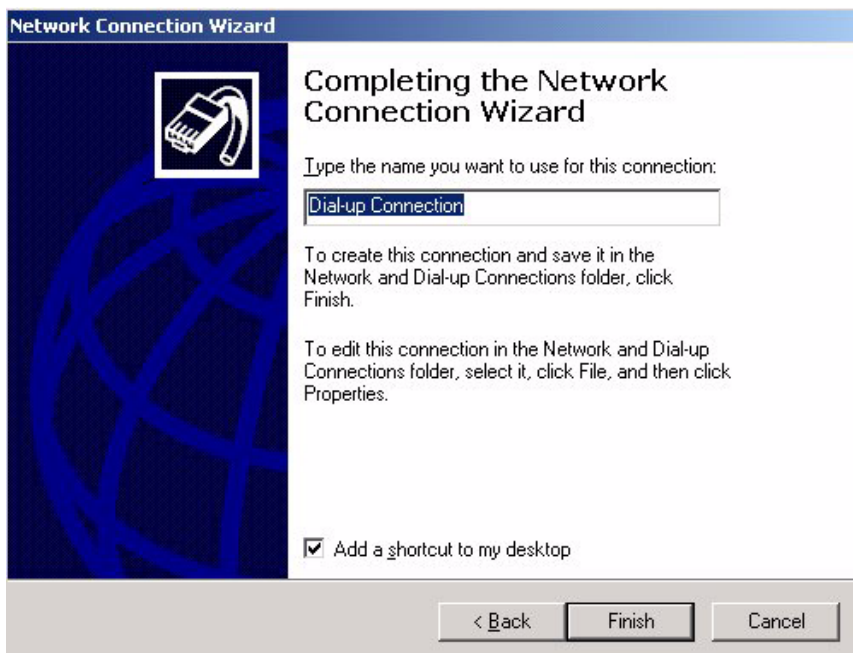 Network Connection Wizard
Completing the Network
Connection Wizard
Type the name you want to use for this connection:
Dial-up Connection
To create this connection and save it in the
Network and Dial-up Connections folder, click
Finish.
To edit this connection in the Network and Dial-up
Connections folder, select it, click File, and then click
Properties.
Add a shortcut to my desktop
< Back
Finish
Cancel